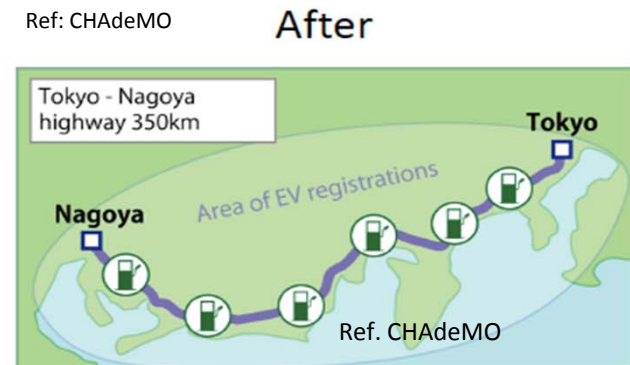 Ref: CHAdeMO
After
Tokyo - Nagoya
highway 350km
Tokyo
Area of EV registrations
Nagoya
Ref. CHAdeMO